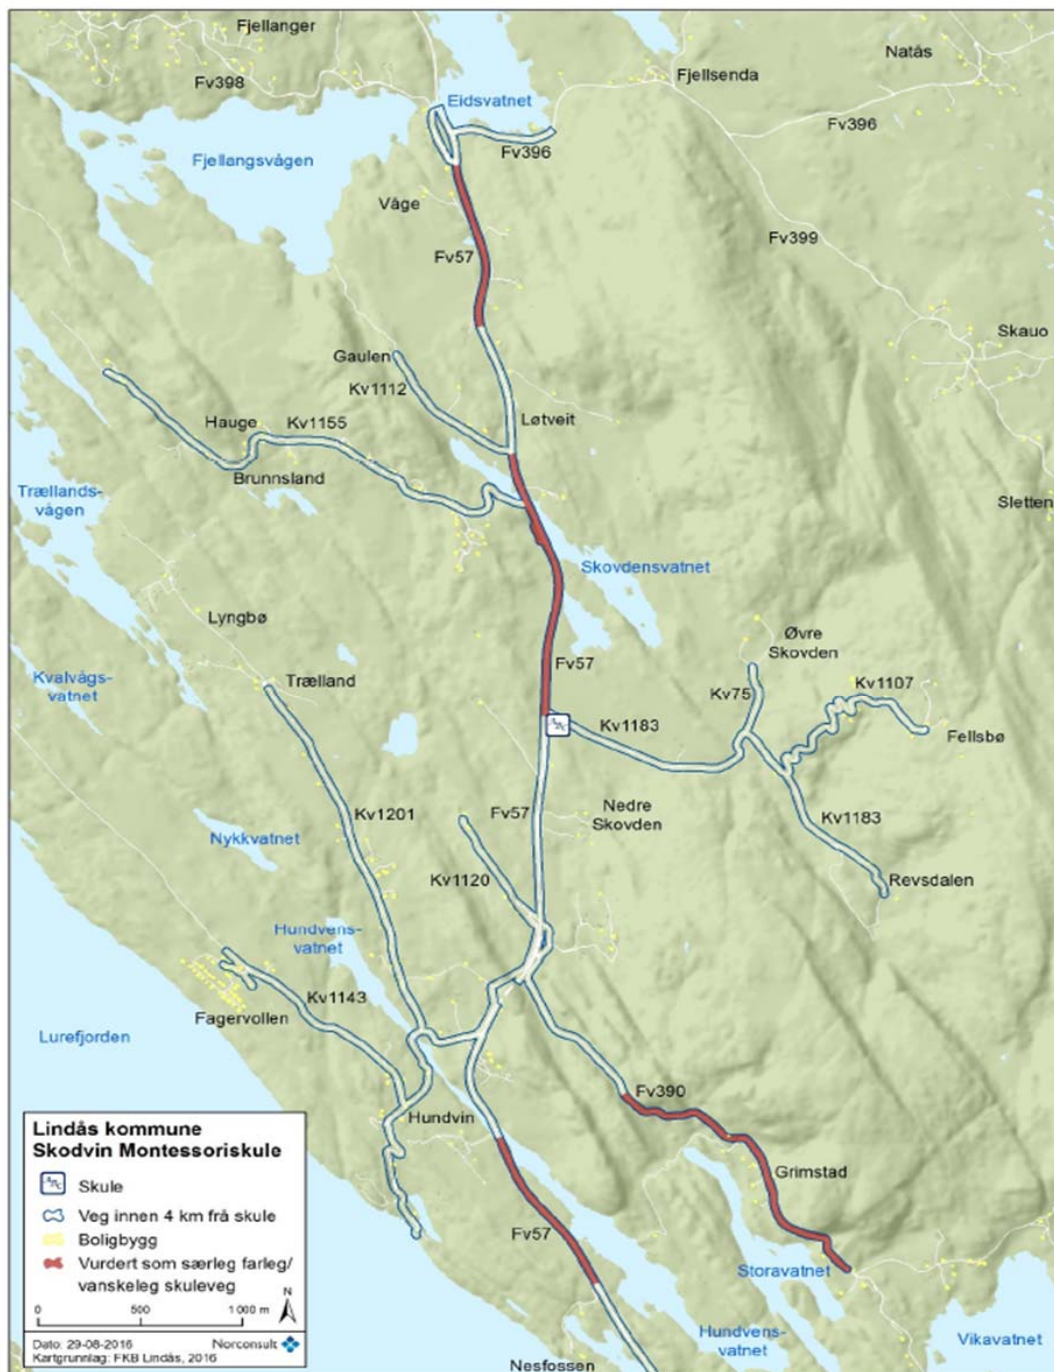 Fjellanger
Natås
Fjellsenda
Fv398
Eidsvatnet
Fv396
Fv396
Fjellangsvågen
Våge
Fv399
Fv57
Skauo
Gaulen
Kv1112
Løtveit
Hauge
Kv1155
Brunnsland
Trællands-
vågen
Sletten
Skovdensvatnet
Lyngbø
Øvre
Skovden
Fv57
Kvalvågs-
vatnet
Trælland
Kv75
Kv1107
Kv1183
Fellsbø
Fv57
Nedre
Skovden
Kv1201
Nykkvatnet
Kv1183
Kv1120
Revsdalen
Hundvens-
vatnet
Kv1143
Fagervollen
Lurefjorden
Fv390
Hundvin
Grimstad
Fv57
Storavatnet
Hundvens-
vatnet
Vikavatnet
Nesfossen
Lindås kommune
Skodvin Montessoriskule
Skule
Veg innen 4 km frå skule
Boligbygg
Vurdert som særleg farleg/
vanskeleg skuleveg
N
0 500 1 000 m
Dato: 29-08-2016 Norconsult
Kartgrunnlag: FKB Lindås, 2016